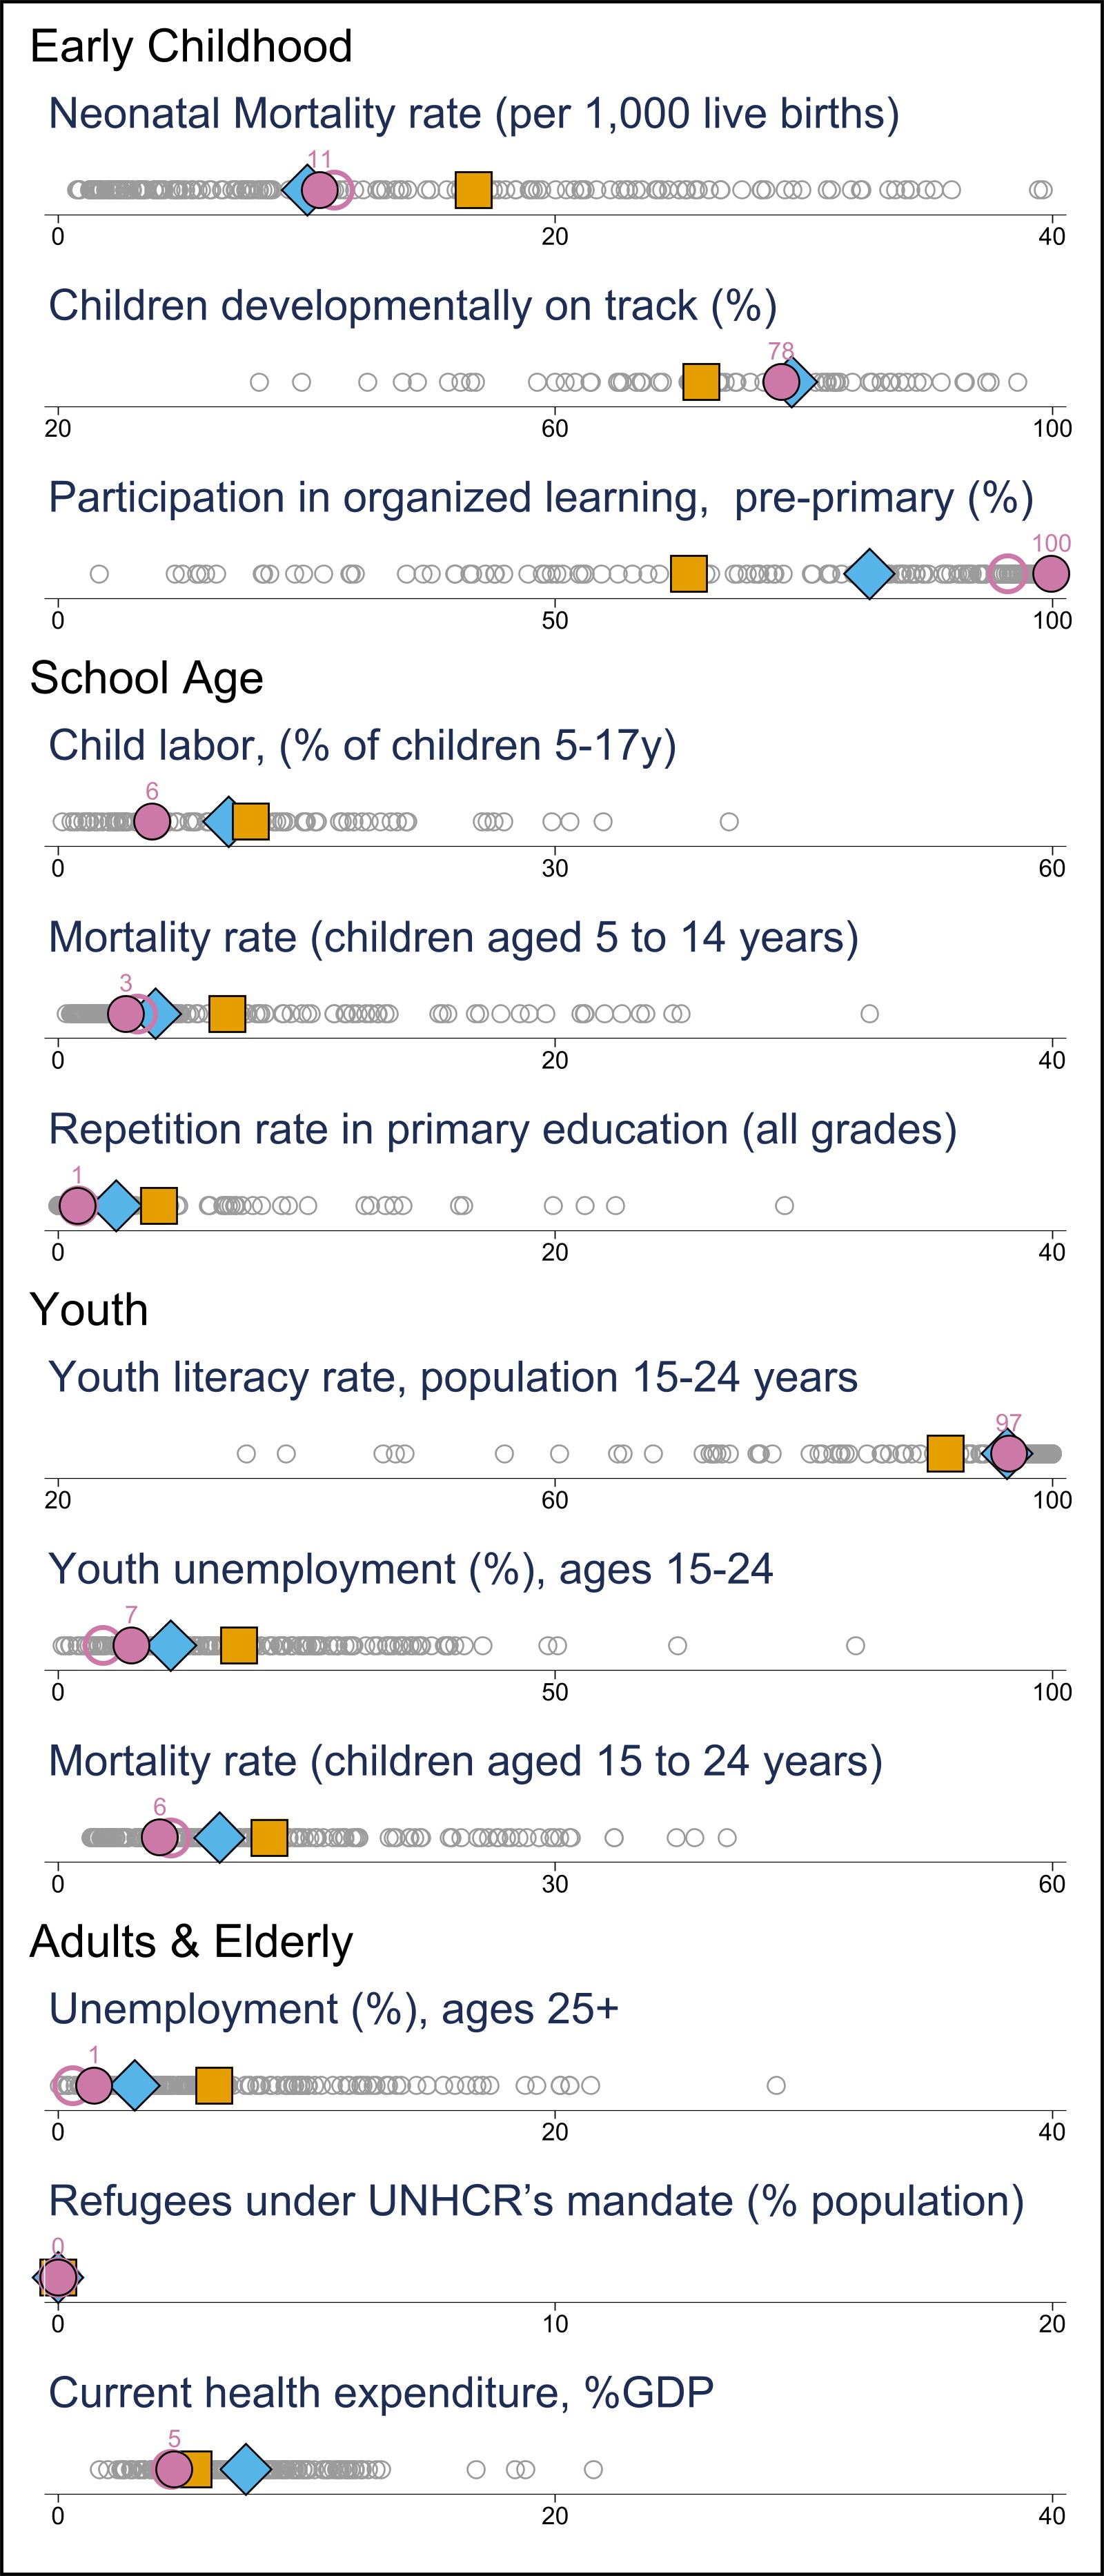 Early Childhood
Neonatal Mortality rate (per 1,000 live births)
11
0 20 40
Children developmentally on track (%)
78
20 60 100
Participation in organized learning,  pre-primary (%)
100
0 50 100
School Age
Child labor, (% of children 5-17y)
6
0 30 60
Mortality rate (children aged 5 to 14 years)
3
0 20 40
Repetition rate in primary education (all grades)
1
0 20 40
Youth
Youth literacy rate, population 15-24 years
97
20 60 100
Youth unemployment (%), ages 15-24
7
0 50 100
Mortality rate (children aged 15 to 24 years)
6
0 30 60
Adults & Elderly
Unemployment (%), ages 25+
1
0 20 40
Refugees under UNHCR’s mandate (% population)
0
0 10 20
Current health expenditure, %GDP
5
0 20 40